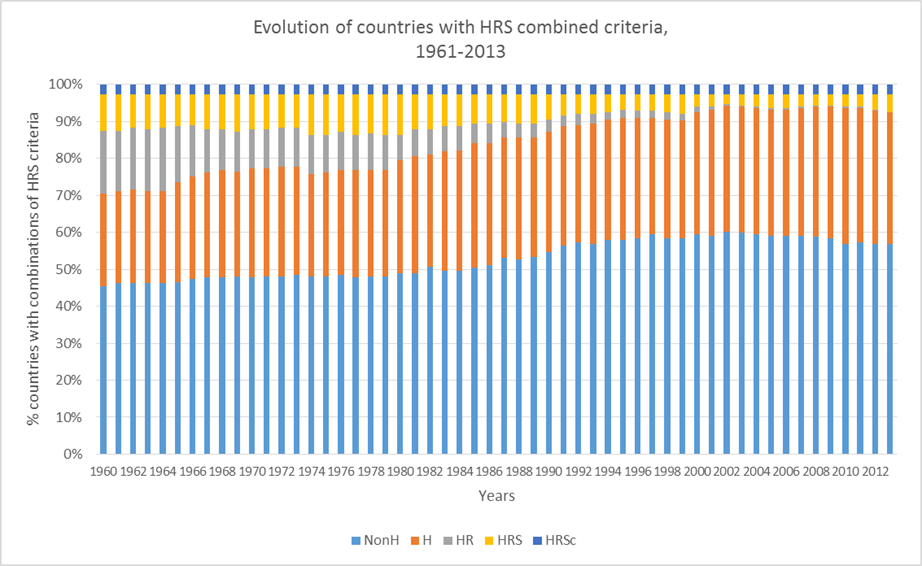 Evolution of countries with HRS combined criteria,
1961-2013
% countries with combinations of HRS criteria
100%
90%
80%
70%
60%
50%
40%
30%
20%
10%
0%
1960 1962 1964 1966 1968 1970 1972 1974 1976 1978 1980 1982 1984 1986 1988 1990 1992 1994 1996 1998 2000 2002 2004 2006 2008 2010 2012
Years
NonH H HR HRS HRSc